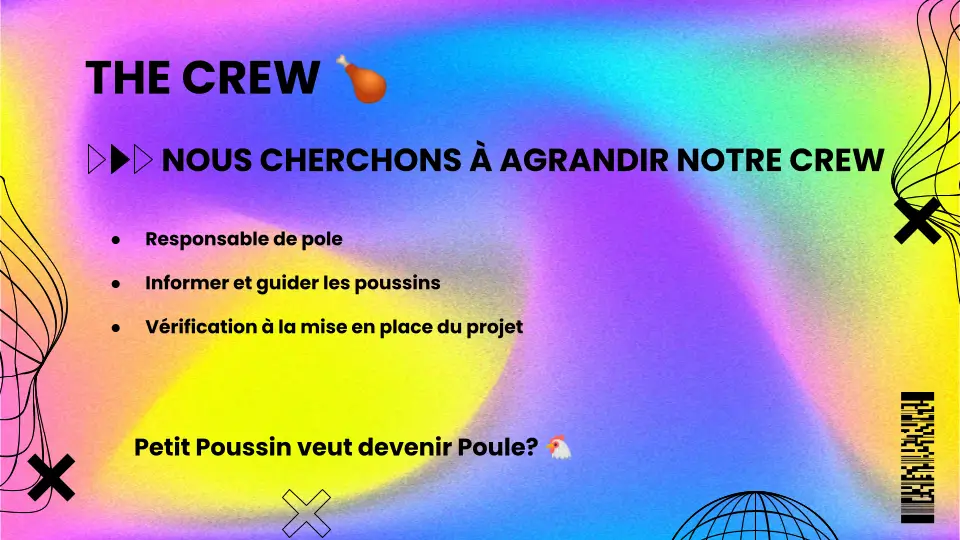 THE CREW 🍗
NOUS CHERCHONS À AGRANDIR NOTRE CREW
● Responsable de pole
● Informer et guider les poussins
● Vérification à la mise en place du projet
Petit Poussin veut devenir Poule? 🐔